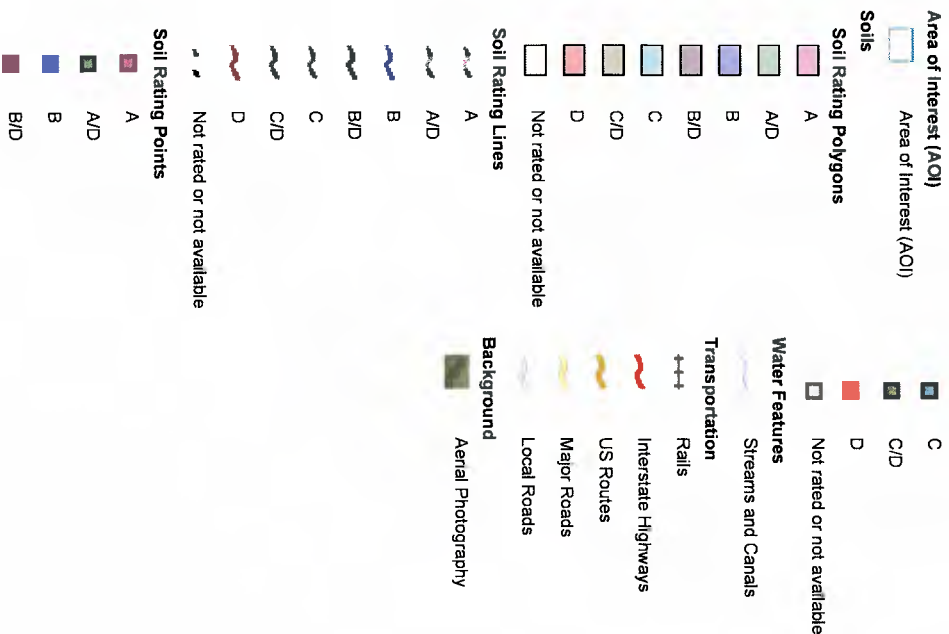 Area of Interest (AOI)
Area of Interest (AOI)
Soils
Soil Rating Polygons
A
A/D
B
B/D
C
C/D
D
Not rated or not available
Soil Rating Lines
A
A/D
B
B/D
C
C/D
D
Not rated or not available
Soil Rating Points
A
A/D
B
B/D
C
C/D
D
Not rated or not available
Water Features
Streams and Canals
Transportation
Rails
Interstate Highways
US Routes
Major Roads
Local Roads
Background
Aerial Photography